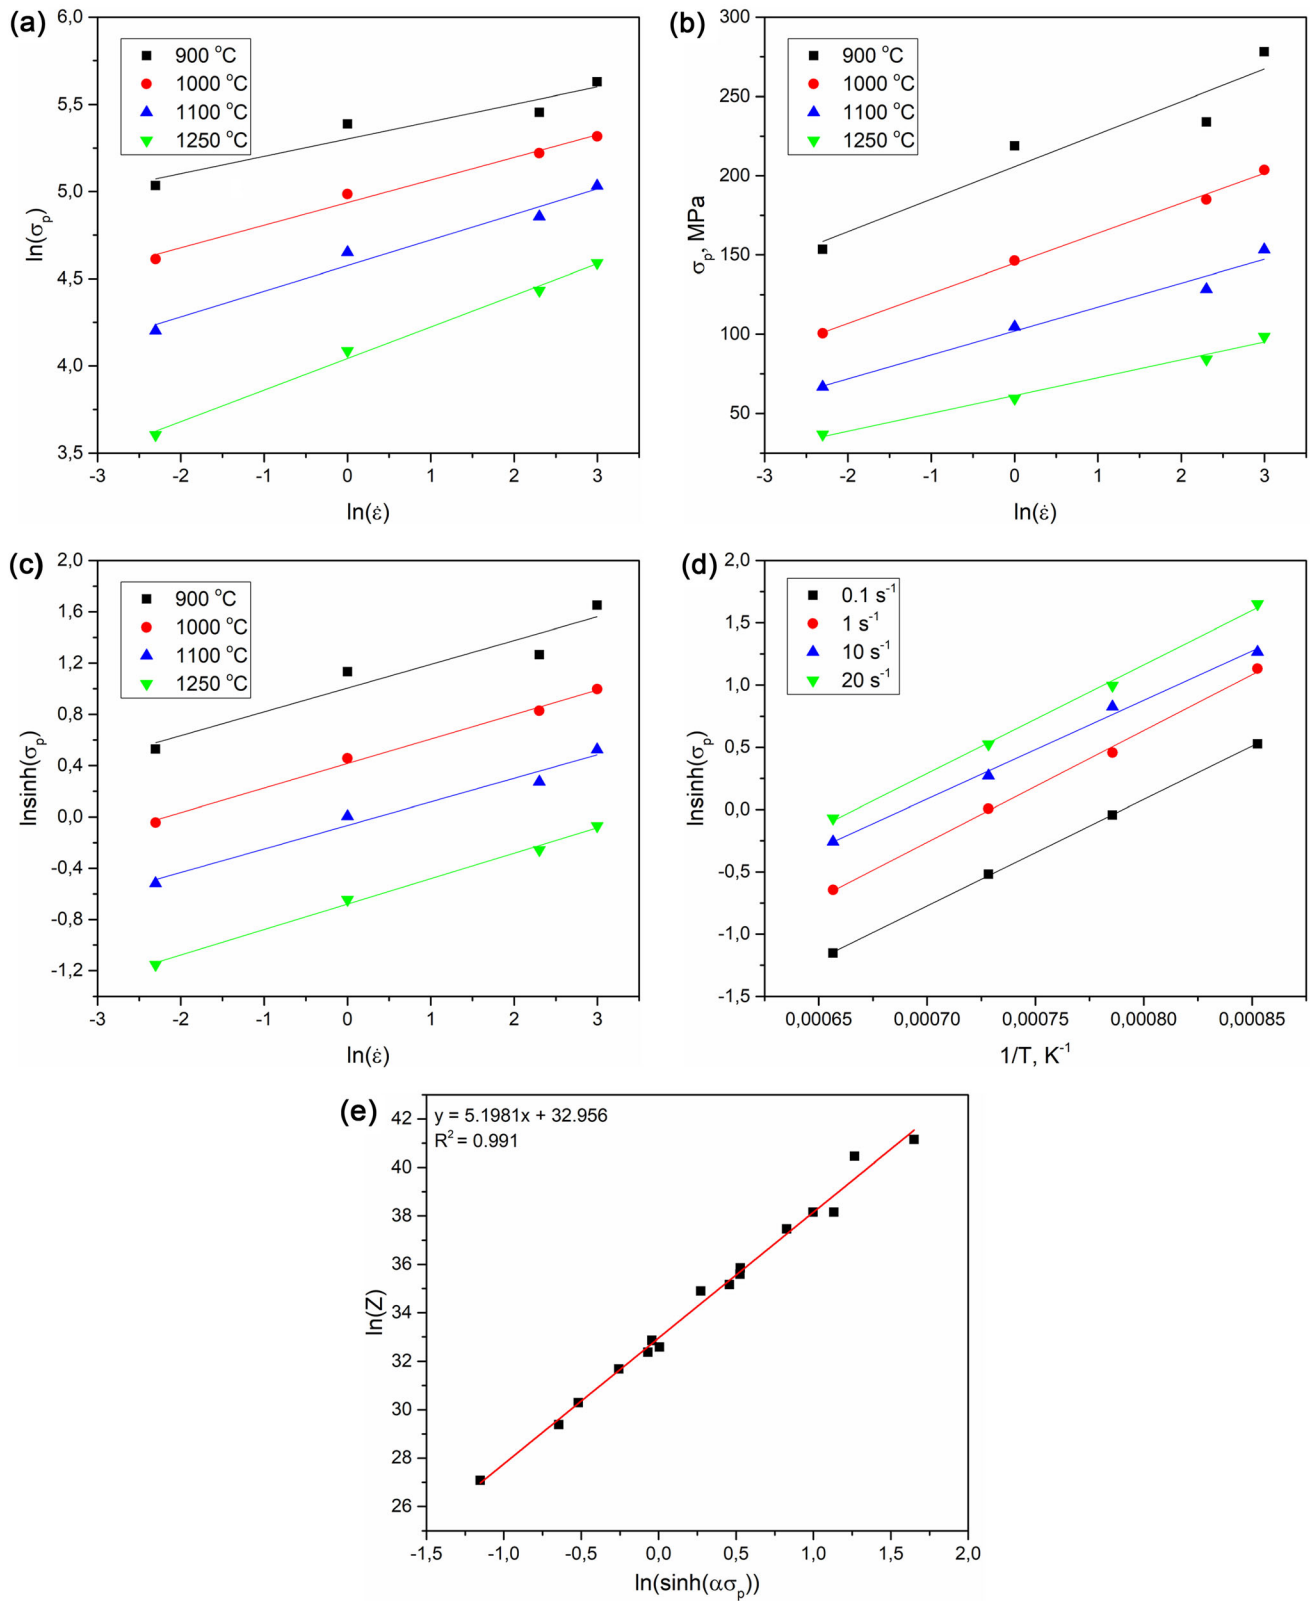 (a)
6,0
5,5
5,0
4,5
4,0
3,5
ln(σp)
900 °C
1000 °C
1100 °C
1250 °C
-3 -2 -1 0 1 2 3
ln(ε̇)
(b)
300
250
200
150
100
50
σp, MPa
900 °C
1000 °C
1100 °C
1250 °C
-3 -2 -1 0 1 2 3
ln(ε̇)
(c)
2,0
1,6
1,2
0,8
0,4
0,0
-0,4
-0,8
-1,2
lnsinh(σp)
900 °C
1000 °C
1100 °C
1250 °C
-3 -2 -1 0 1 2 3
ln(ε̇)
(d)
2,0
1,5
1,0
0,5
0,0
-0,5
-1,0
-1,5
lnsinh(σp)
0.1 s⁻¹
1 s⁻¹
10 s⁻¹
20 s⁻¹
0,00065 0,00070 0,00075 0,00080 0,00085
1/T, K⁻¹
(e)
y = 5.1981x + 32.956
R² = 0.991
42
40
38
36
34
32
30
28
26
ln(Z)
-1,5 -1,0 -0,5 0,0 0,5 1,0 1,5 2,0
ln(sinh(ασp))